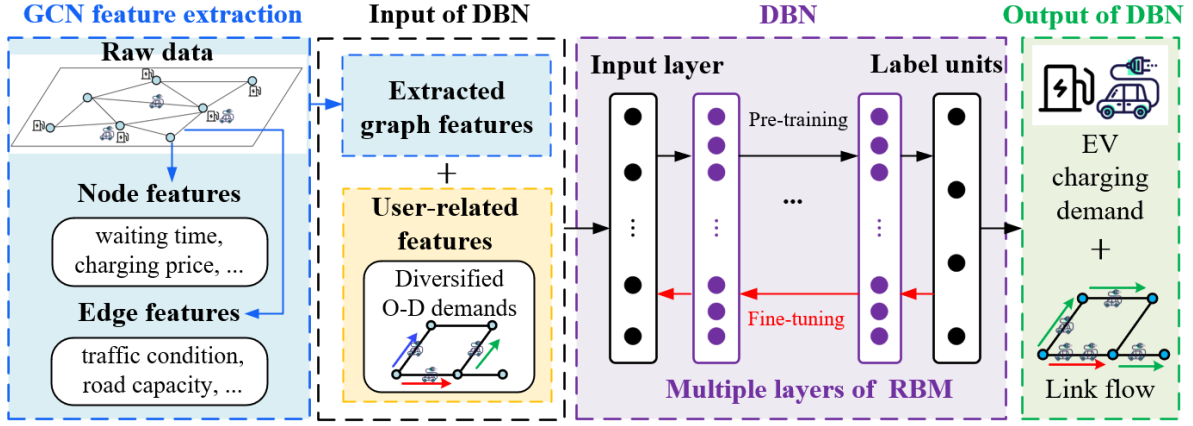 GCN feature extraction
Raw data
Node features
waiting time,
charging price, ...
Edge features
traffic condition,
road capacity, ...
Input of DBN
Extracted
graph features
+
User-related
features
Diversified
O-D demands
DBN
Input layer
Label units
Pre-training
...
Fine-tuning
Multiple layers of RBM
Output of DBN
EV
charging
demand
+
Link flow